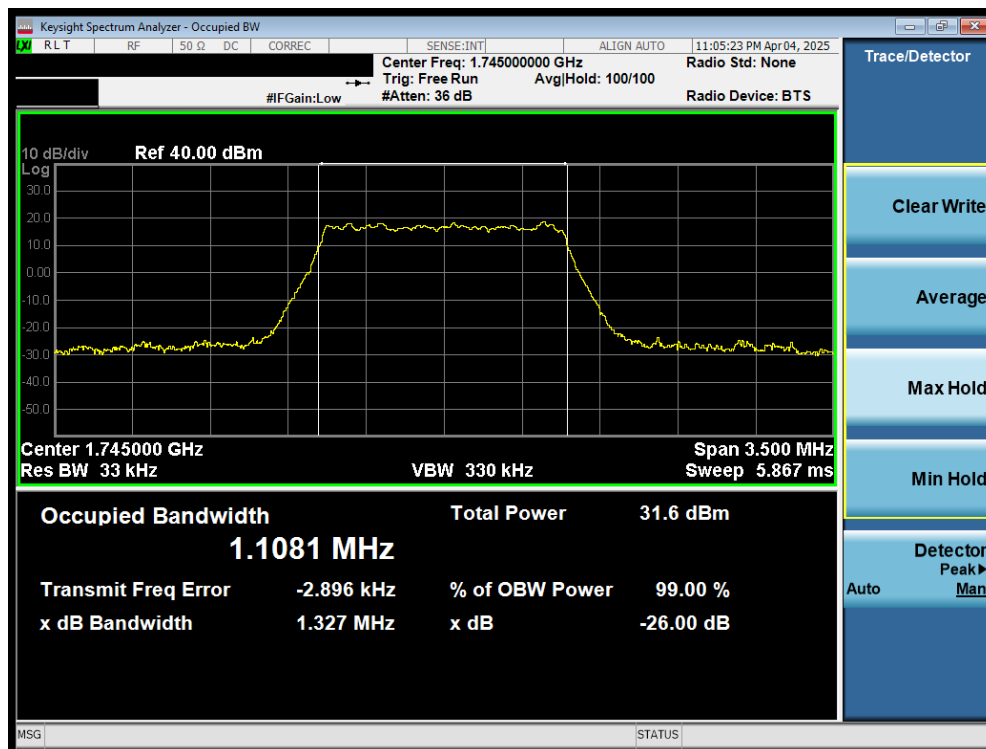 Keysight Spectrum Analyzer - Occupied BW
LXI RLT RF 50 Ω DC CORREC SENSE:INT ALIGN AUTO 11:05:23 PM Apr 04, 2025
Center Freq: 1.745000000 GHz Radio Std: None
Trig: Free Run Avg|Hold: 100/100
#IFGain:Low #Atten: 36 dB Radio Device: BTS
10 dB/div Ref 40.00 dBm
Log
30.0
20.0
10.0
0.00
-10.0
-20.0
-30.0
-40.0
-50.0
Center 1.745000 GHz Span 3.500 MHz
Res BW 33 kHz VBW 330 kHz Sweep 5.867 ms
Occupied Bandwidth Total Power 31.6 dBm
1.1081 MHz
Transmit Freq Error -2.896 kHz % of OBW Power 99.00 %
x dB Bandwidth 1.327 MHz x dB -26.00 dB
MSG STATUS
Trace/Detector
Clear Write
Average
Max Hold
Min Hold
Detector
Peak▶
Auto Man